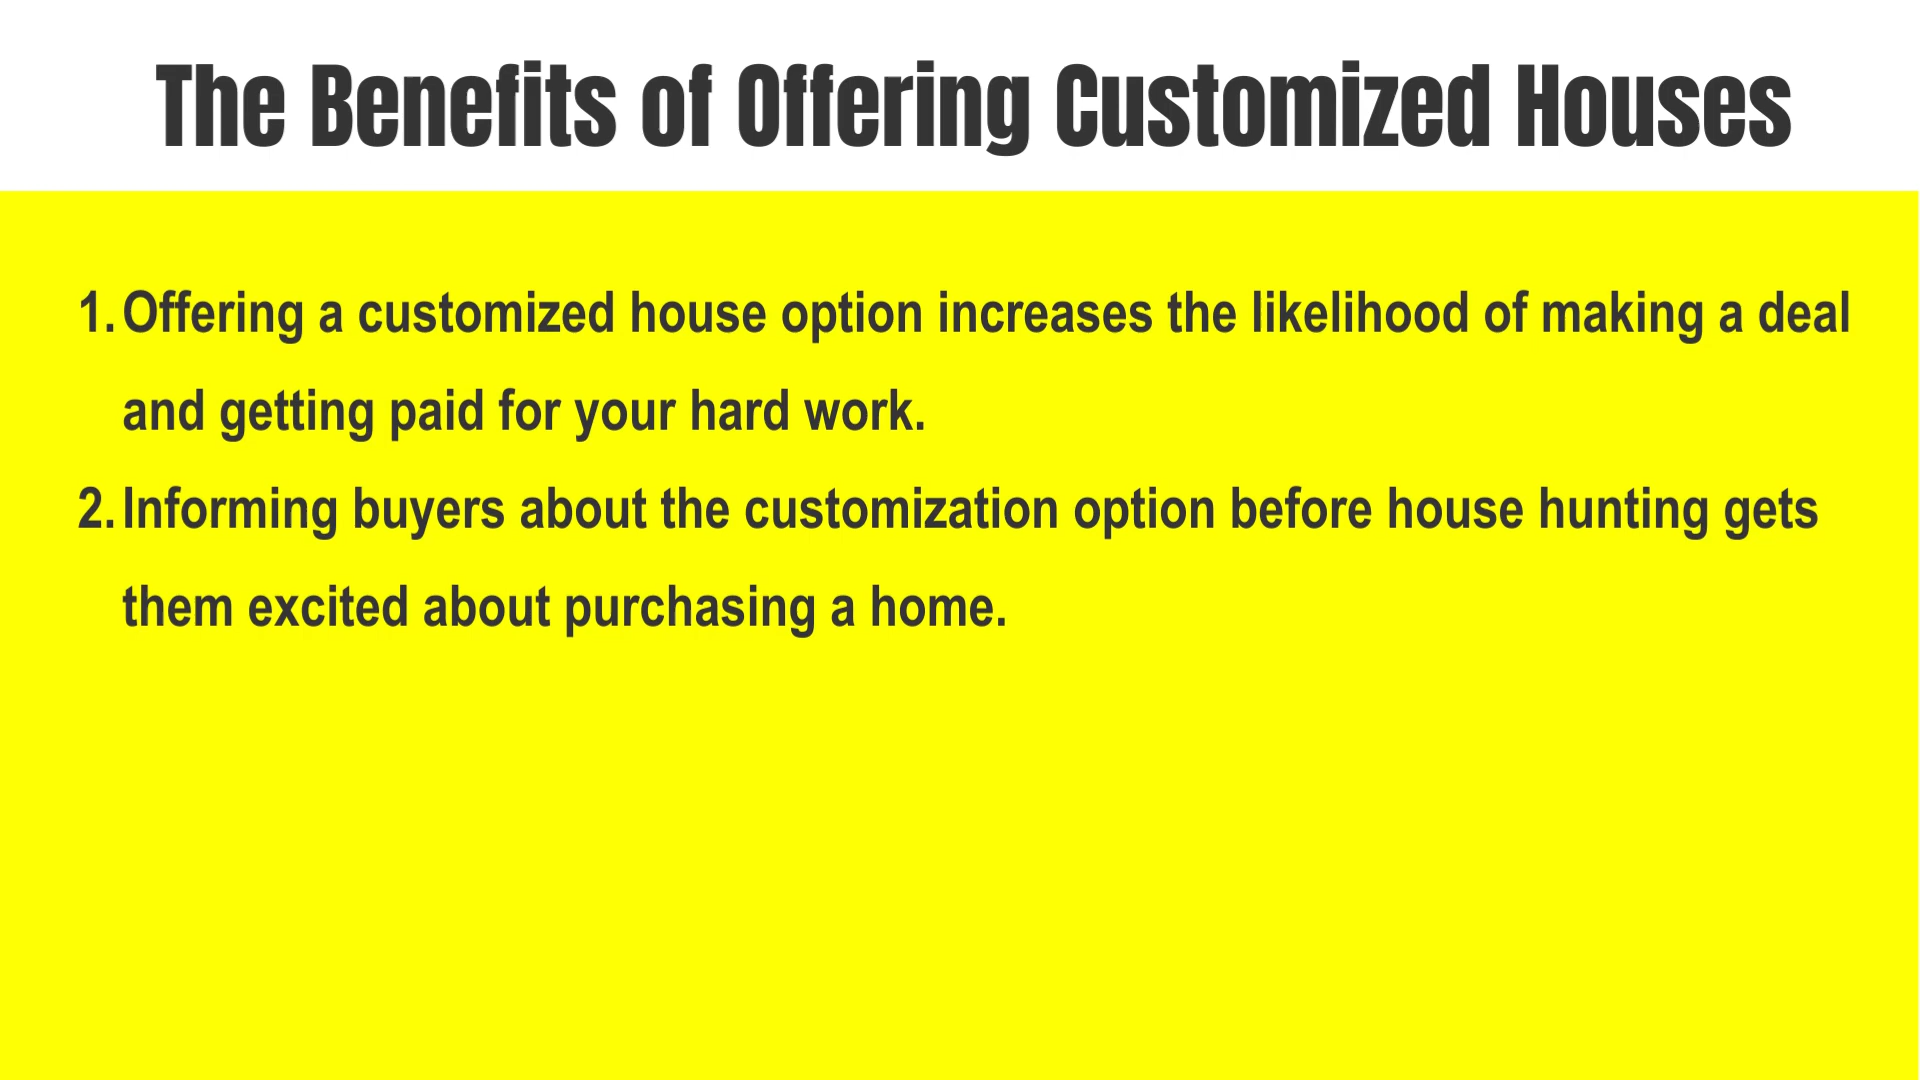 The Benefits of Offering Customized Houses
1. Offering a customized house option increases the likelihood of making a deal
and getting paid for your hard work.
2. Informing buyers about the customization option before house hunting gets
them excited about purchasing a home.